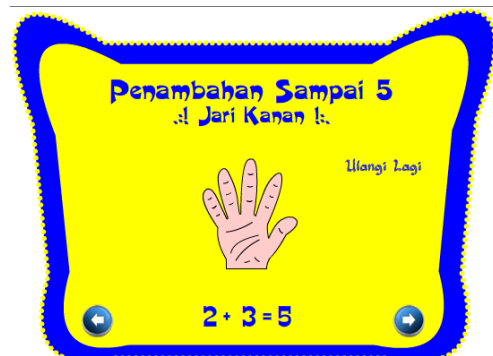 Penambahan Sampai 5
.:! Jari Kanan !:.
Ulangi Lagi
2 + 3 = 5